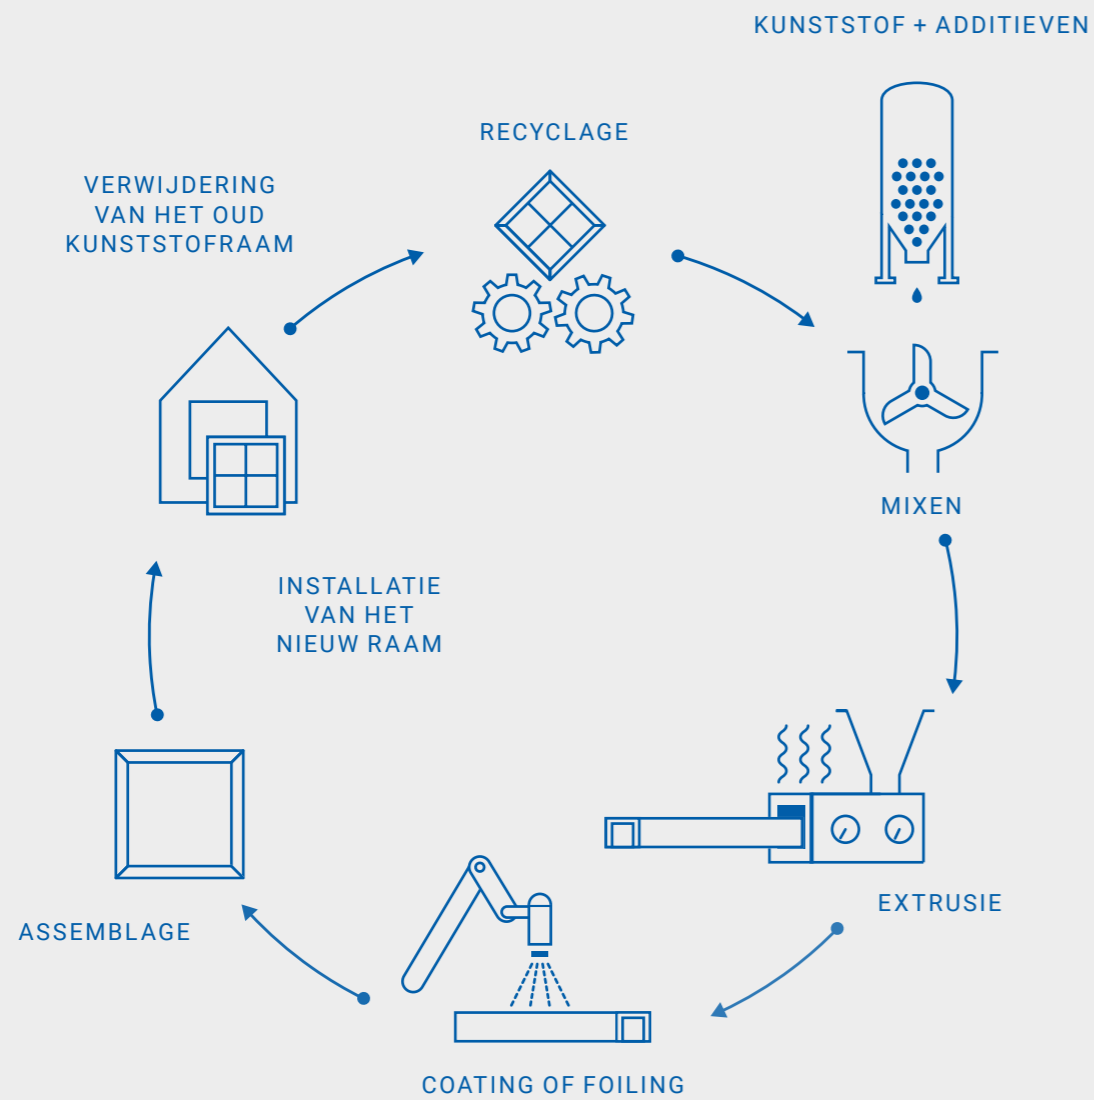 KUNSTSTOF + ADDITIEVEN
RECYCLAGE
VERWIJDERING
VAN HET OUD
KUNSTSTOFRAAM
MIXEN
INSTALLATIE
VAN HET
NIEUW RAAM
EXTRUSIE
ASSEMBLAGE
COATING OF FOILING